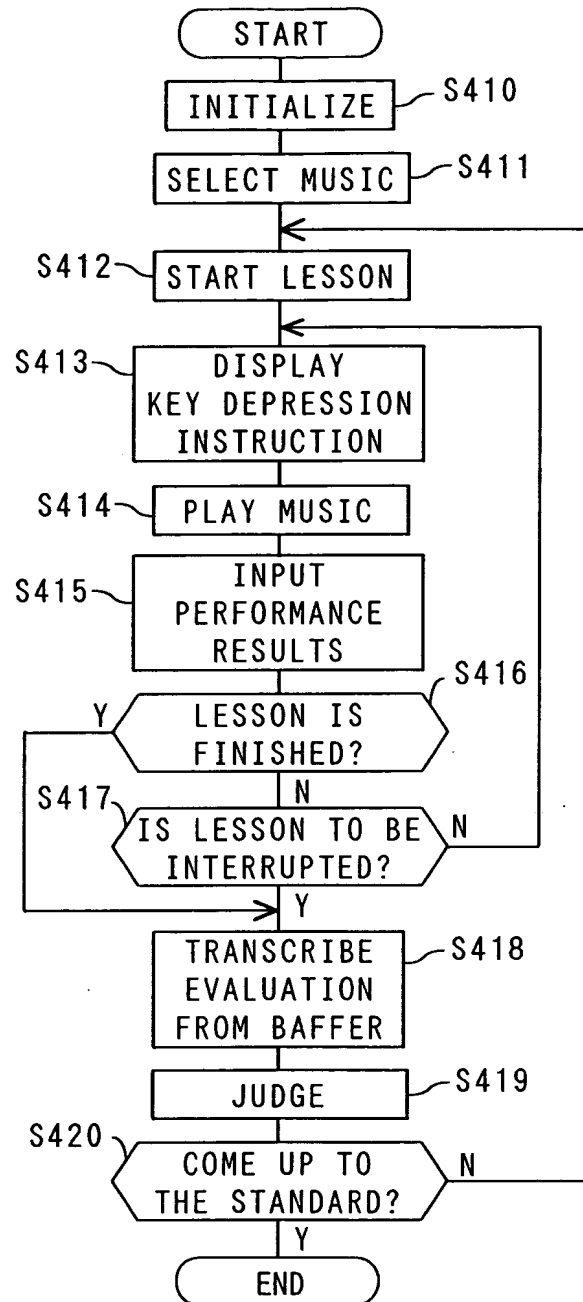 START
INITIALIZE
S410
SELECT MUSIC
S411
S412
START LESSON
S413
DISPLAY
KEY DEPRESSION
INSTRUCTION
S414
PLAY MUSIC
S415
INPUT
PERFORMANCE
RESULTS
S416
Y
LESSON IS
FINISHED?
N
S417
IS LESSON TO BE
INTERRUPTED?
N
Y
TRANSCRIBE
EVALUATION
FROM BAFFER
S418
JUDGE
S419
S420
COME UP TO
THE STANDARD?
N
Y
END